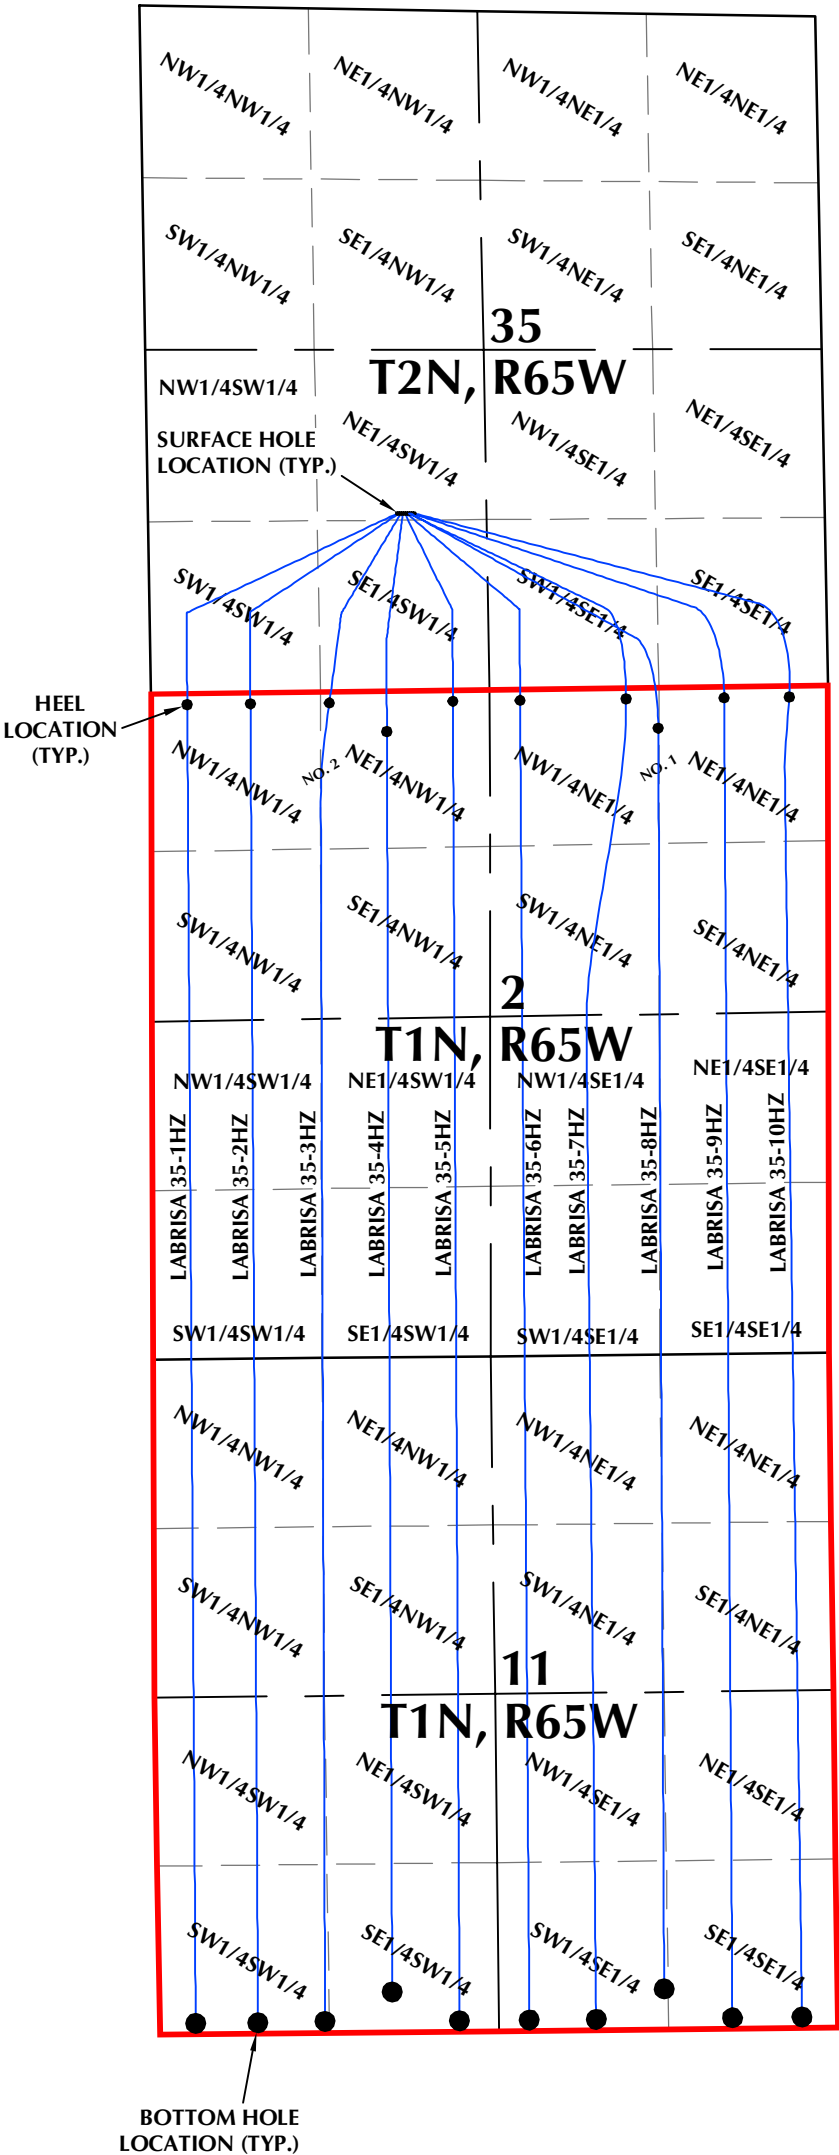 NW1/4NW1/4
NE1/4NW1/4
NW1/4NE1/4
NE1/4NE1/4
SW1/4NW1/4
SE1/4NW1/4
SW1/4NE1/4
SE1/4NE1/4
35
T2N, R65W
NW1/4SW1/4
NE1/4SW1/4
NW1/4SE1/4
NE1/4SE1/4
SURFACE HOLE
LOCATION (TYP.)
SW1/4SW1/4
SE1/4SW1/4
SW1/4SE1/4
SE1/4SE1/4
HEEL
LOCATION
(TYP.)
NW1/4NW1/4
NO. 2
NE1/4NW1/4
NW1/4NE1/4
NO. 1
NE1/4NE1/4
SW1/4NW1/4
SE1/4NW1/4
SW1/4NE1/4
SE1/4NE1/4
2
T1N, R65W
NW1/4SW1/4
NE1/4SW1/4
NW1/4SE1/4
NE1/4SE1/4
LABRISA 35-1HZ
LABRISA 35-2HZ
LABRISA 35-3HZ
LABRISA 35-4HZ
LABRISA 35-5HZ
LABRISA 35-6HZ
LABRISA 35-7HZ
LABRISA 35-8HZ
LABRISA 35-9HZ
LABRISA 35-10HZ
SW1/4SW1/4
SE1/4SW1/4
SW1/4SE1/4
SE1/4SE1/4
NW1/4NW1/4
NE1/4NW1/4
NW1/4NE1/4
NE1/4NE1/4
SW1/4NW1/4
SE1/4NW1/4
SW1/4NE1/4
SE1/4NE1/4
11
T1N, R65W
NW1/4SW1/4
NE1/4SW1/4
NW1/4SE1/4
NE1/4SE1/4
SW1/4SW1/4
SE1/4SW1/4
SW1/4SE1/4
SE1/4SE1/4
BOTTOM HOLE
LOCATION (TYP.)